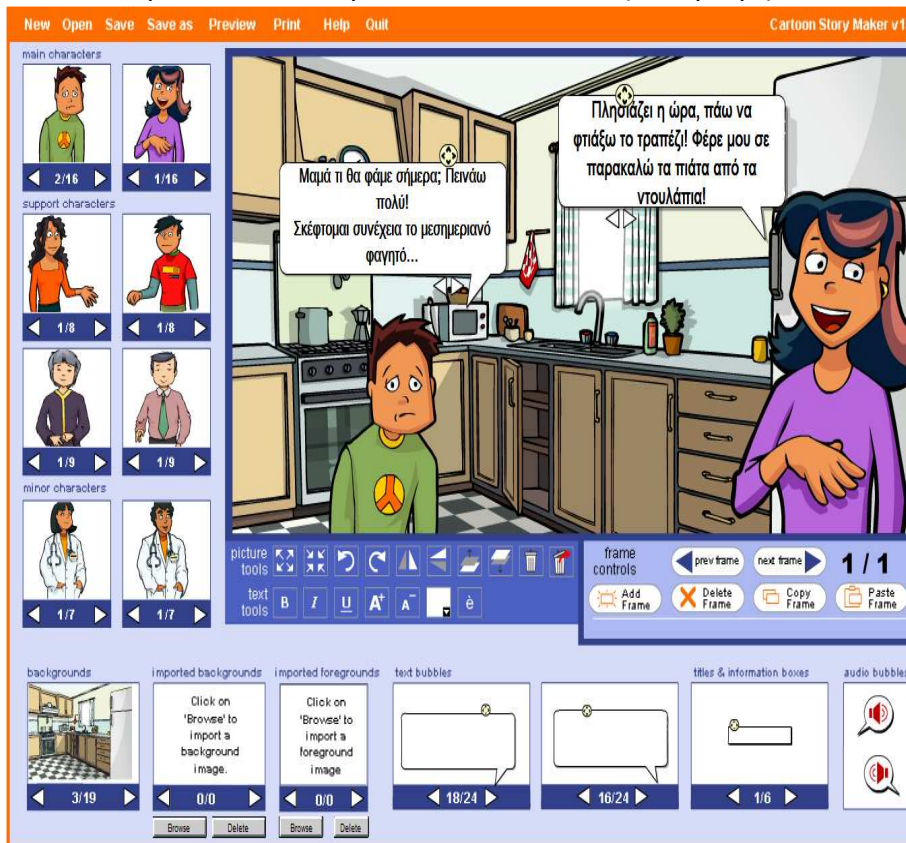 New Open Save Save as Preview Print Help Quit
Cartoon Story Maker v1
main characters
2/16
1/16
support characters
1/8
1/8
1/9
1/9
minor characters
1/7
1/7
Μαμά τι θα φάμε σήμερα; Πεινάω
πολύ!
Σκέφτομαι συνέχεια το μεσημεριανό
φαγητό...
Πλησιάζει η ώρα, πάω να
φτιάξω το τραπέζι! Φέρε μου σε
παρακαλώ τα πιάτα από τα
ντουλάπια!
picture
tools
text
tools
B I U A+ A- è
frame
controls
prev frame
next frame
1 / 1
Add
Frame
Delete
Frame
Copy
Frame
Paste
Frame
backgrounds
3/19
imported backgrounds
Click on
'Browse' to
import a
background
image.
0/0
Browse
Delete
imported foregrounds
Click on
'Browse' to
import a
foreground
image
0/0
Browse
Delete
text bubbles
18/24
16/24
titles & information boxes
1/6
audio bubbles